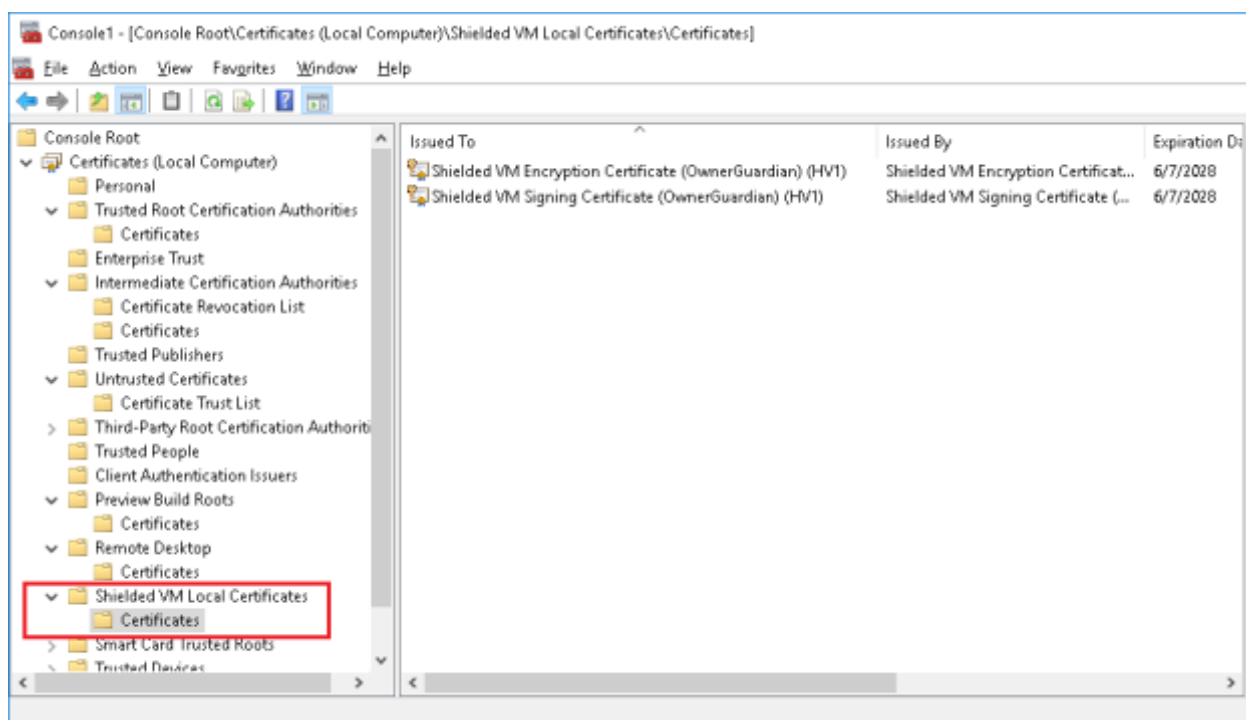 Console1 - [Console Root\Certificates (Local Computer)\Shielded VM Local Certificates\Certificates]
File Action View Favorites Window Help
Console Root
Certificates (Local Computer)
Personal
Trusted Root Certification Authorities
Certificates
Enterprise Trust
Intermediate Certification Authorities
Certificate Revocation List
Certificates
Trusted Publishers
Untrusted Certificates
Certificate Trust List
Third-Party Root Certification Authoriti
Trusted People
Client Authentication Issuers
Preview Build Roots
Certificates
Remote Desktop
Certificates
Shielded VM Local Certificates
Certificates
Smart Card Trusted Roots
Trusted Devices
Issued To Issued By Expiration Da
Shielded VM Encryption Certificate (OwnerGuardian) (HV1) Shielded VM Encryption Certificat... 6/7/2028
Shielded VM Signing Certificate (OwnerGuardian) (HV1) Shielded VM Signing Certificate (... 6/7/2028